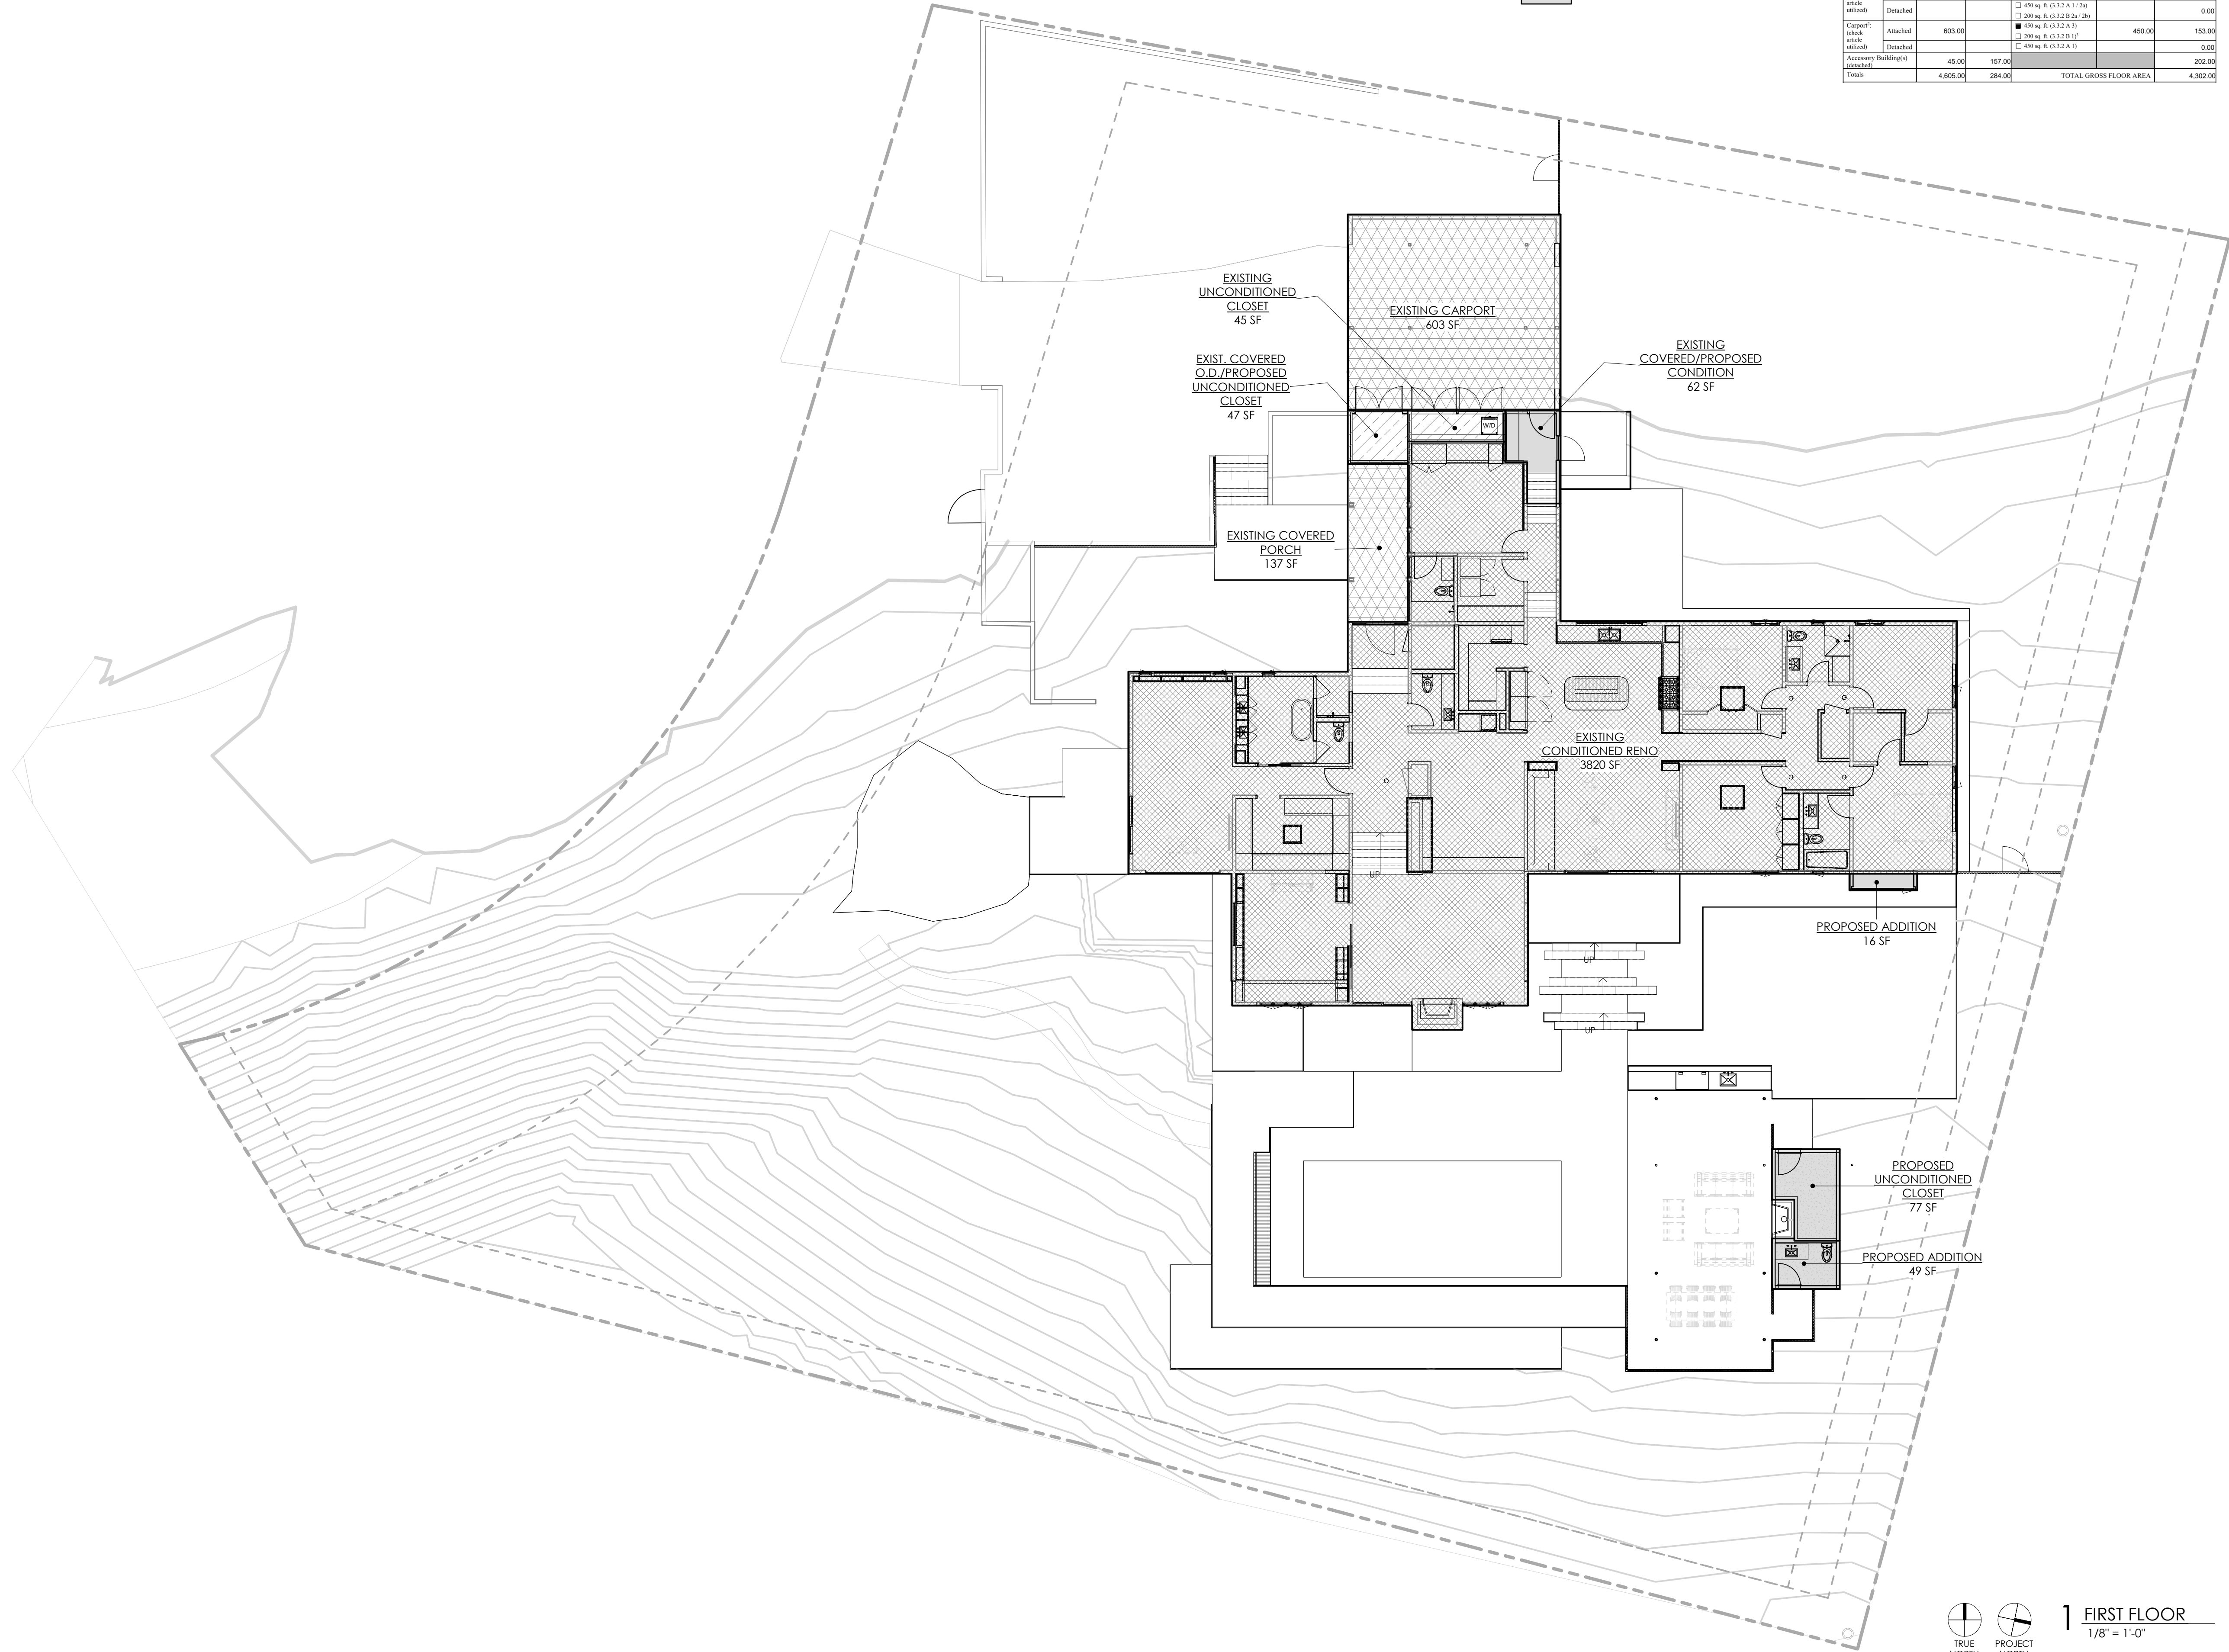 article
utilized)
Detached
☐ 450 sq. ft. (3.3.2 A 1 / 2a)
☐ 200 sq. ft. (3.3.2 B 2a / 2b)
0.00
Carport²:
(check
article
utilized)
Attached
603.00
■ 450 sq. ft. (3.3.2 A 3)
☐ 200 sq. ft. (3.3.2 B 1)³
450.00
153.00
Detached
☐ 450 sq. ft. (3.3.2 A 1)
0.00
Accessory Building(s)
(detached)
45.00
157.00
202.00
Totals
4,605.00
284.00
TOTAL GROSS FLOOR AREA
4,302.00
EXISTING
UNCONDITIONED
CLOSET
45 SF
EXISTING CARPORT
603 SF
EXISTING
COVERED/PROPOSED
CONDITION
62 SF
EXIST. COVERED
O.D./PROPOSED
UNCONDITIONED
CLOSET
47 SF
W/D
EXISTING COVERED
PORCH
137 SF
EXISTING
CONDITIONED RENO
3820 SF
UP
PROPOSED ADDITION
16 SF
UP
UP
PROPOSED
UNCONDITIONED
CLOSET
77 SF
PROPOSED ADDITION
49 SF
TRUE
NORTH
PROJECT
NORTH
1
FIRST FLOOR
1/8" = 1'-0"